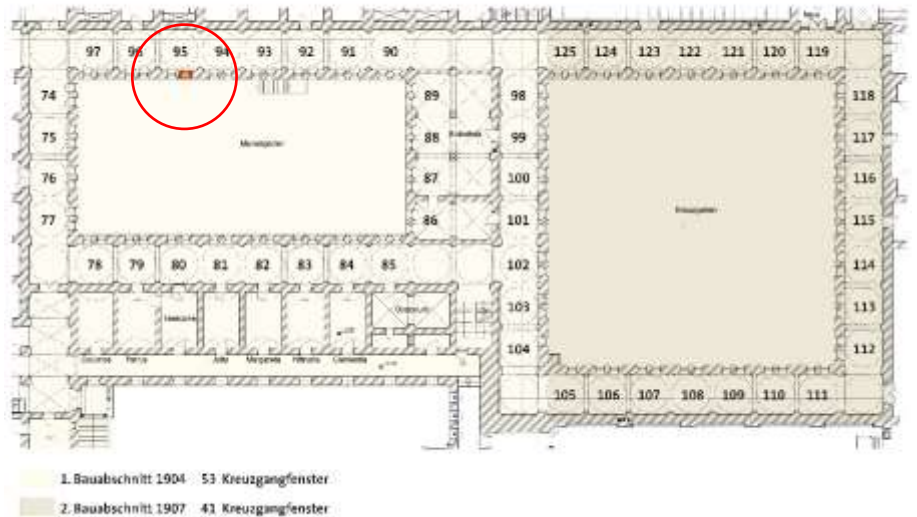 97 96 95 94 93 92 91 90 125 124 123 122 121 120 119
74 89 98 118
75 88 99 117
76 87 100 116
77 86 101 115
78 79 80 81 82 83 84 85 102 114
103 113
104 112
105 106 107 108 109 110 111
1. Bauabschnitt 1904 53 Kreuzgangfenster
2. Bauabschnitt 1907 41 Kreuzgangfenster